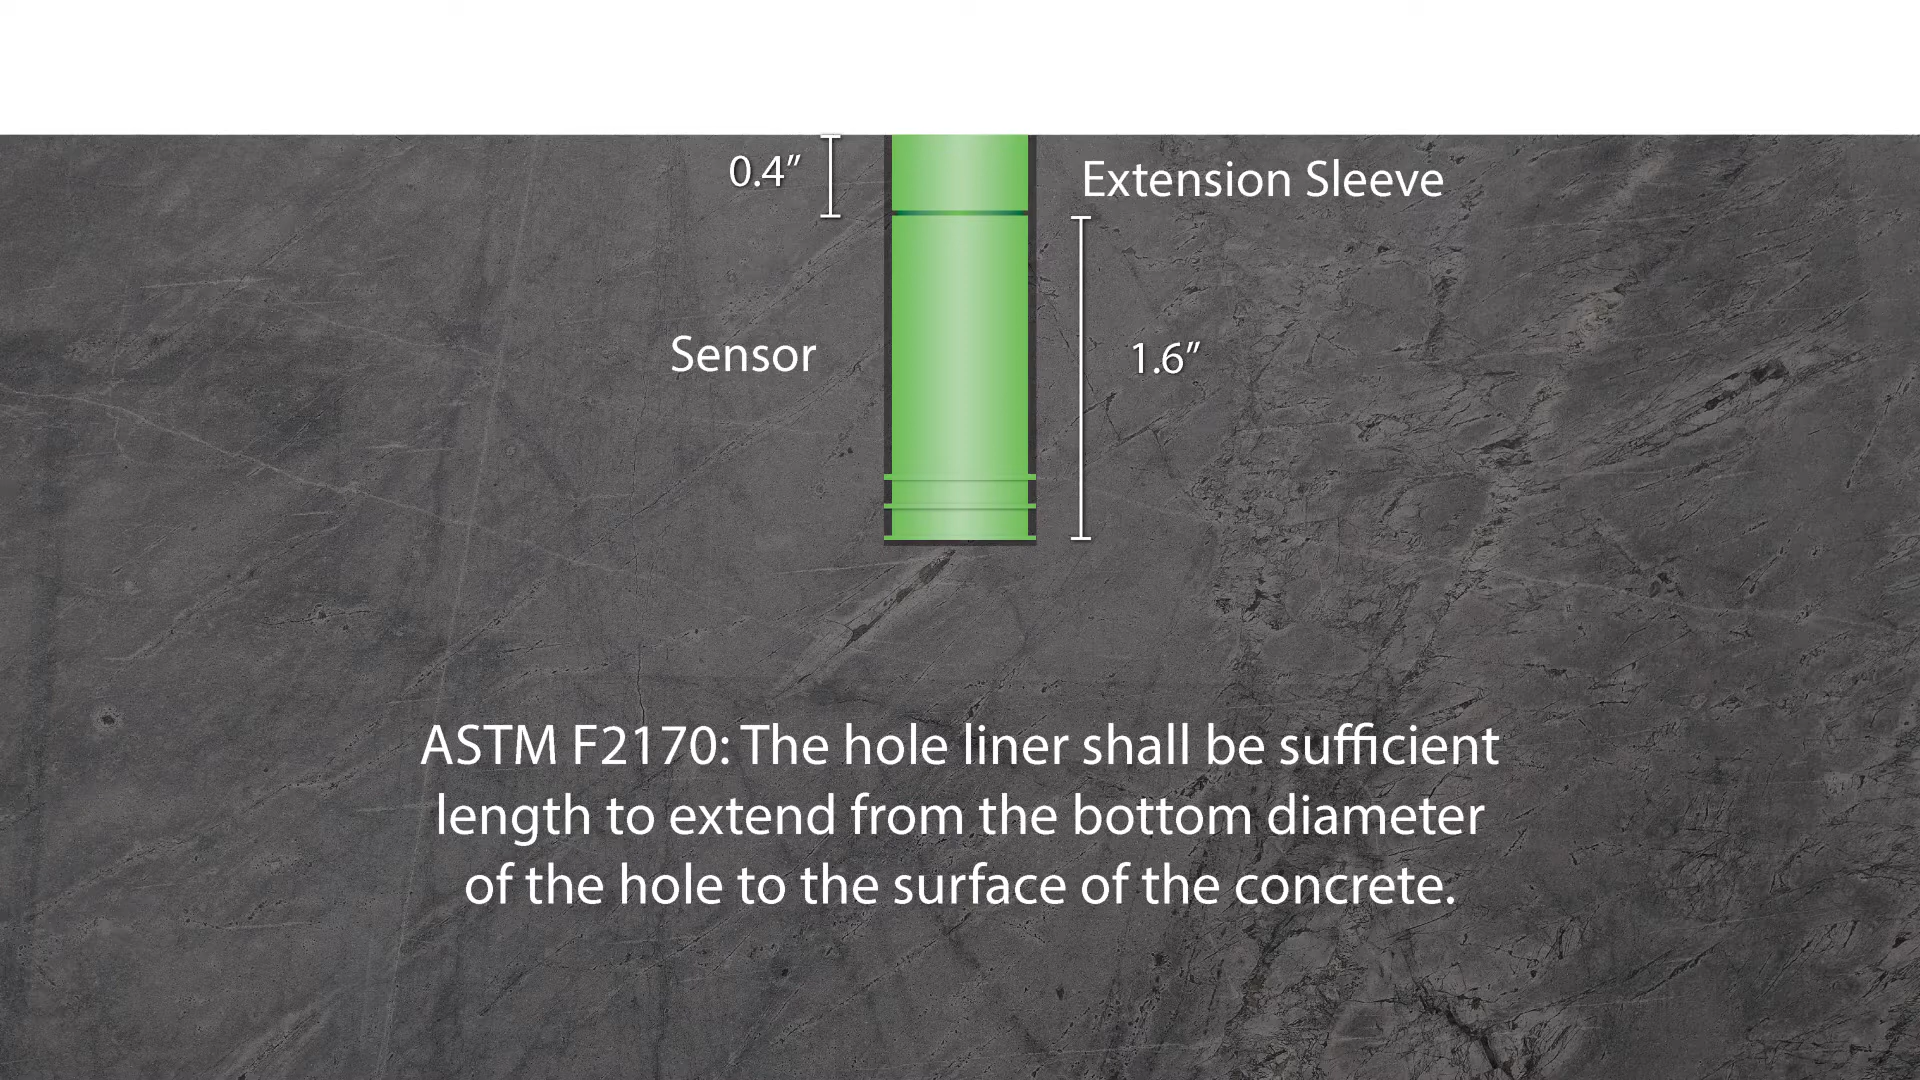 0.4”
Extension Sleeve
Sensor
1.6”
ASTM F2170: The hole liner shall be sufficient
length to extend from the bottom diameter
of the hole to the surface of the concrete.